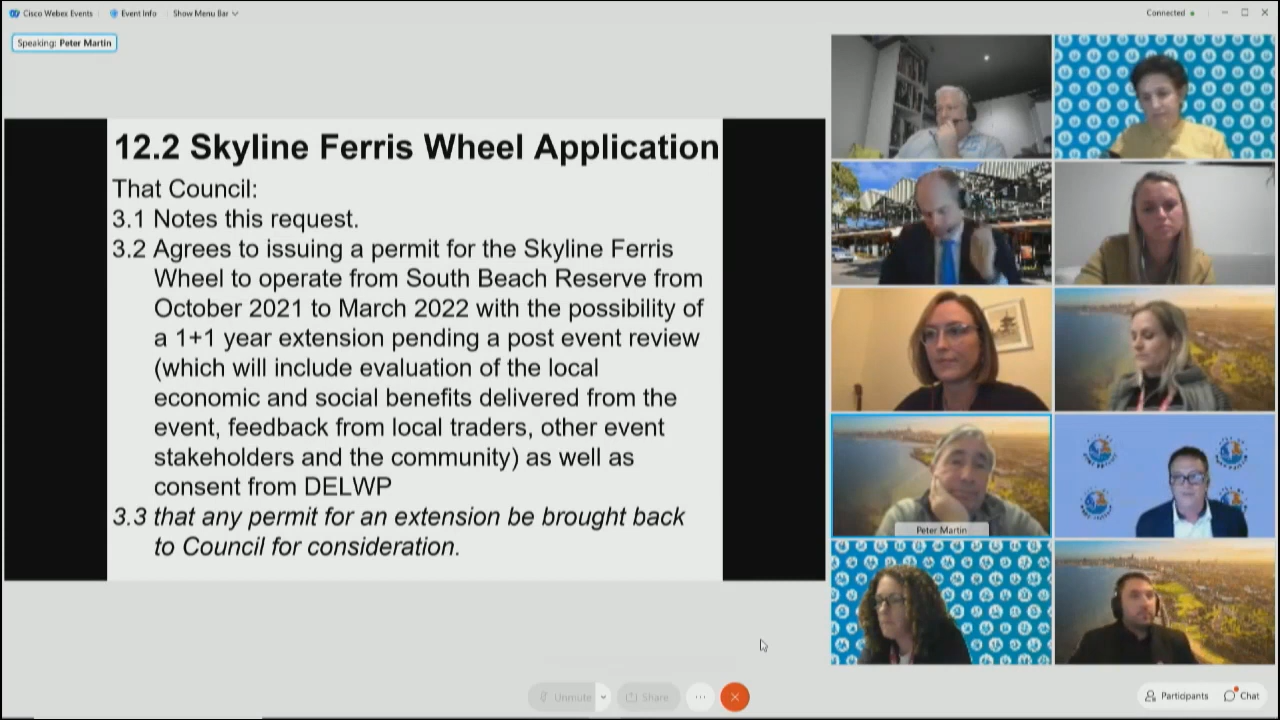 Cisco Webex Events
Event Info
Show Menu Bar
Connected
Speaking: Peter Martin
12.2 Skyline Ferris Wheel Application
That Council:
3.1 Notes this request.
3.2 Agrees to issuing a permit for the Skyline Ferris
Wheel to operate from South Beach Reserve from
October 2021 to March 2022 with the possibility of
a 1+1 year extension pending a post event review
(which will include evaluation of the local
economic and social benefits delivered from the
event, feedback from local traders, other event
stakeholders and the community) as well as
consent from DELWP
3.3 that any permit for an extension be brought back
to Council for consideration.
Peter Martin
Unmute
Share
Participants
Chat